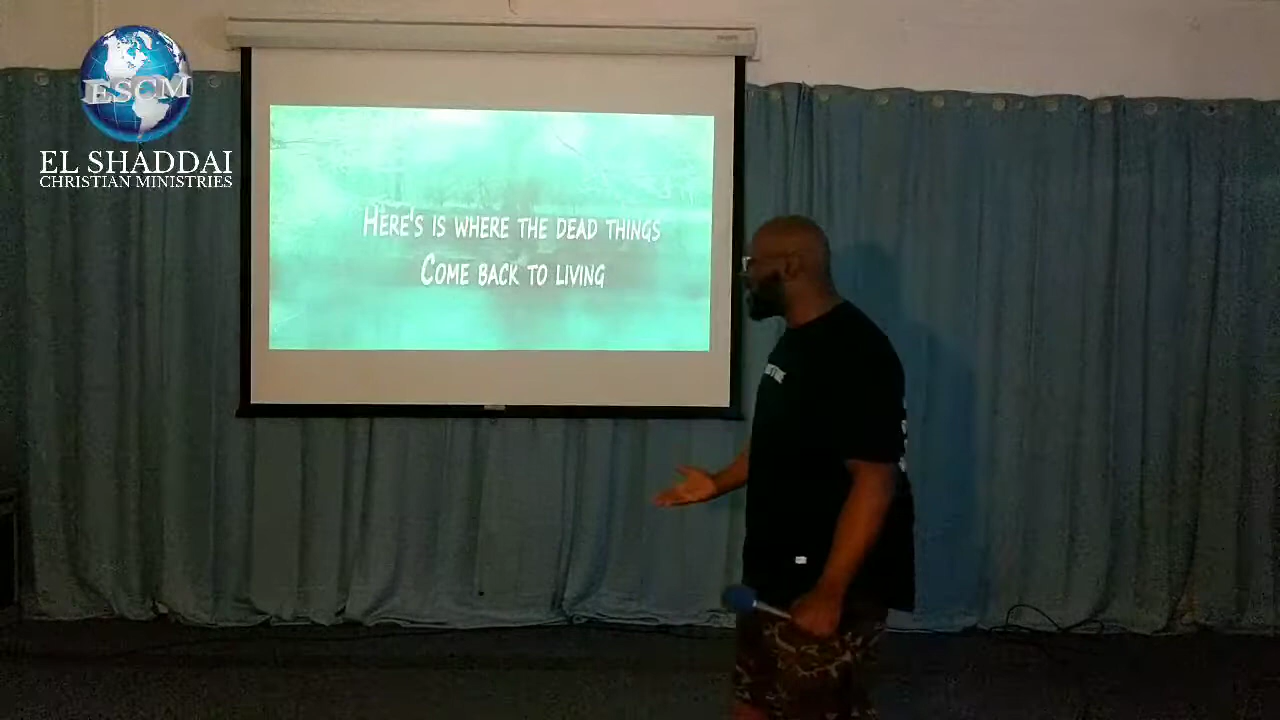 ESCM
EL SHADDAI
CHRISTIAN MINISTRIES
Here's is where the dead things
Come back to living